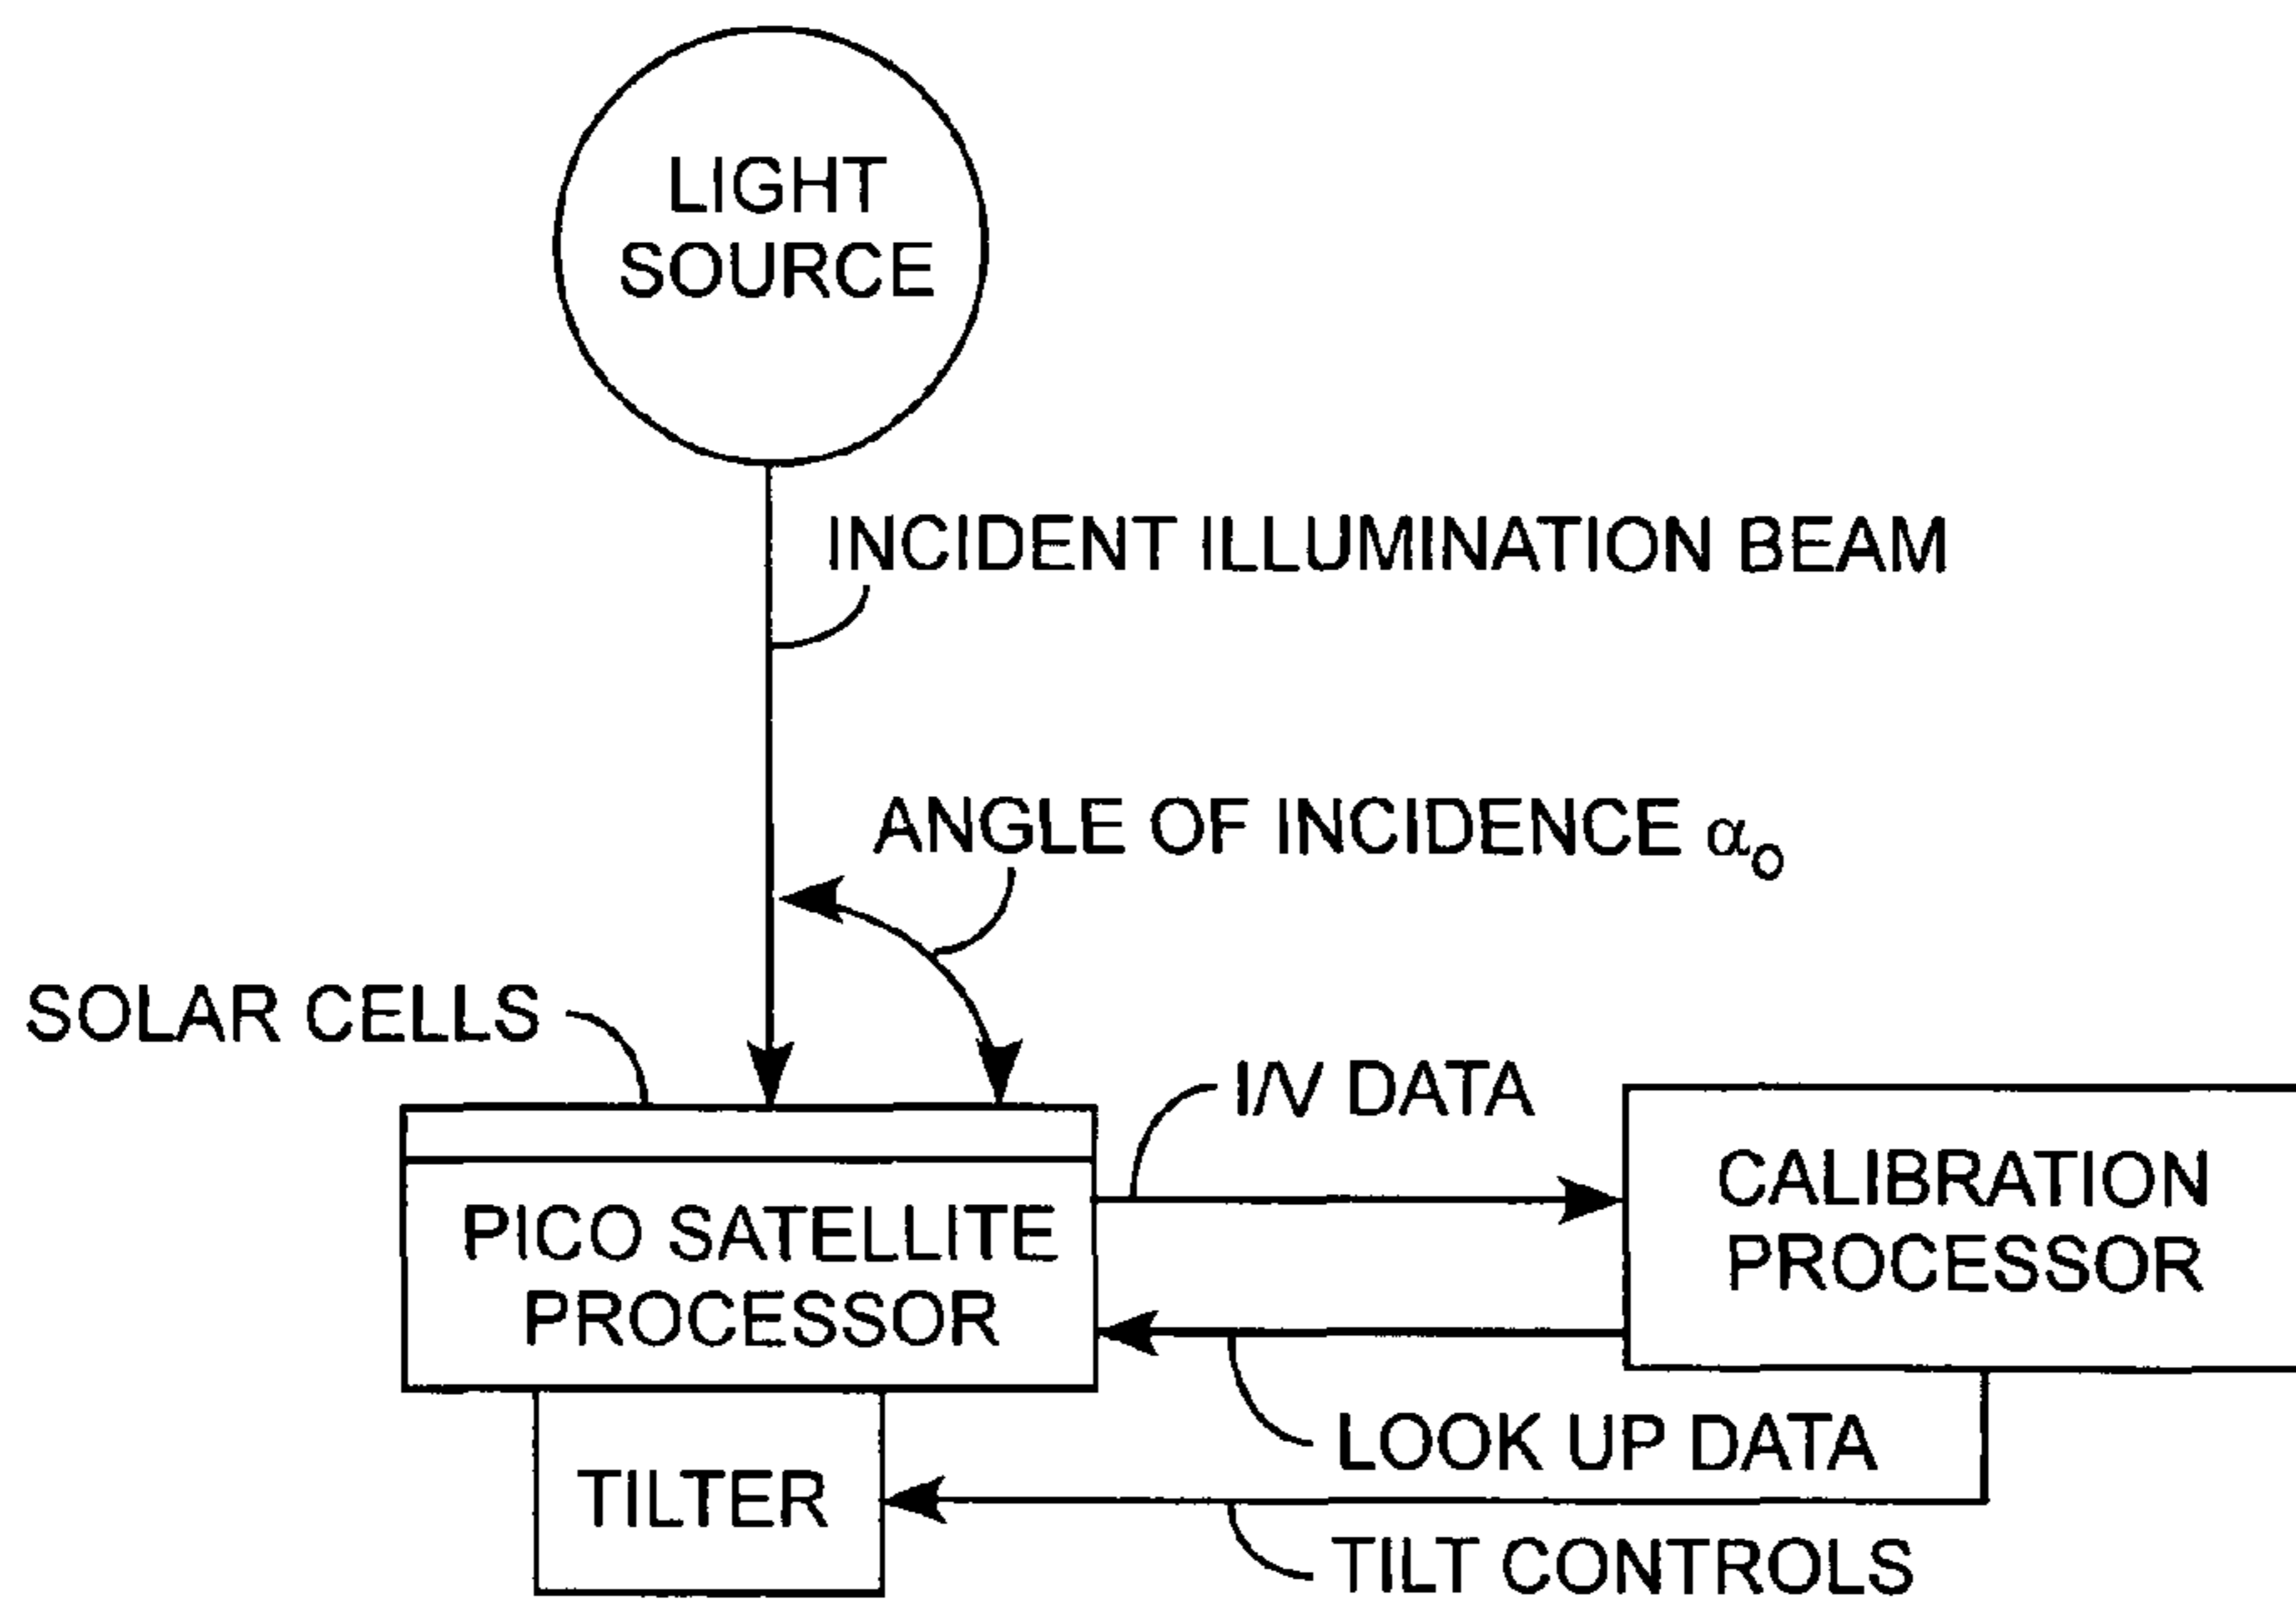 LIGHT
SOURCE
INCIDENT ILLUMINATION BEAM
ANGLE OF INCIDENCE αₒ
SOLAR CELLS
I/V DATA
CALIBRATION
PROCESSOR
PICO SATELLITE
PROCESSOR
LOOK UP DATA
TILTER
TILT CONTROLS